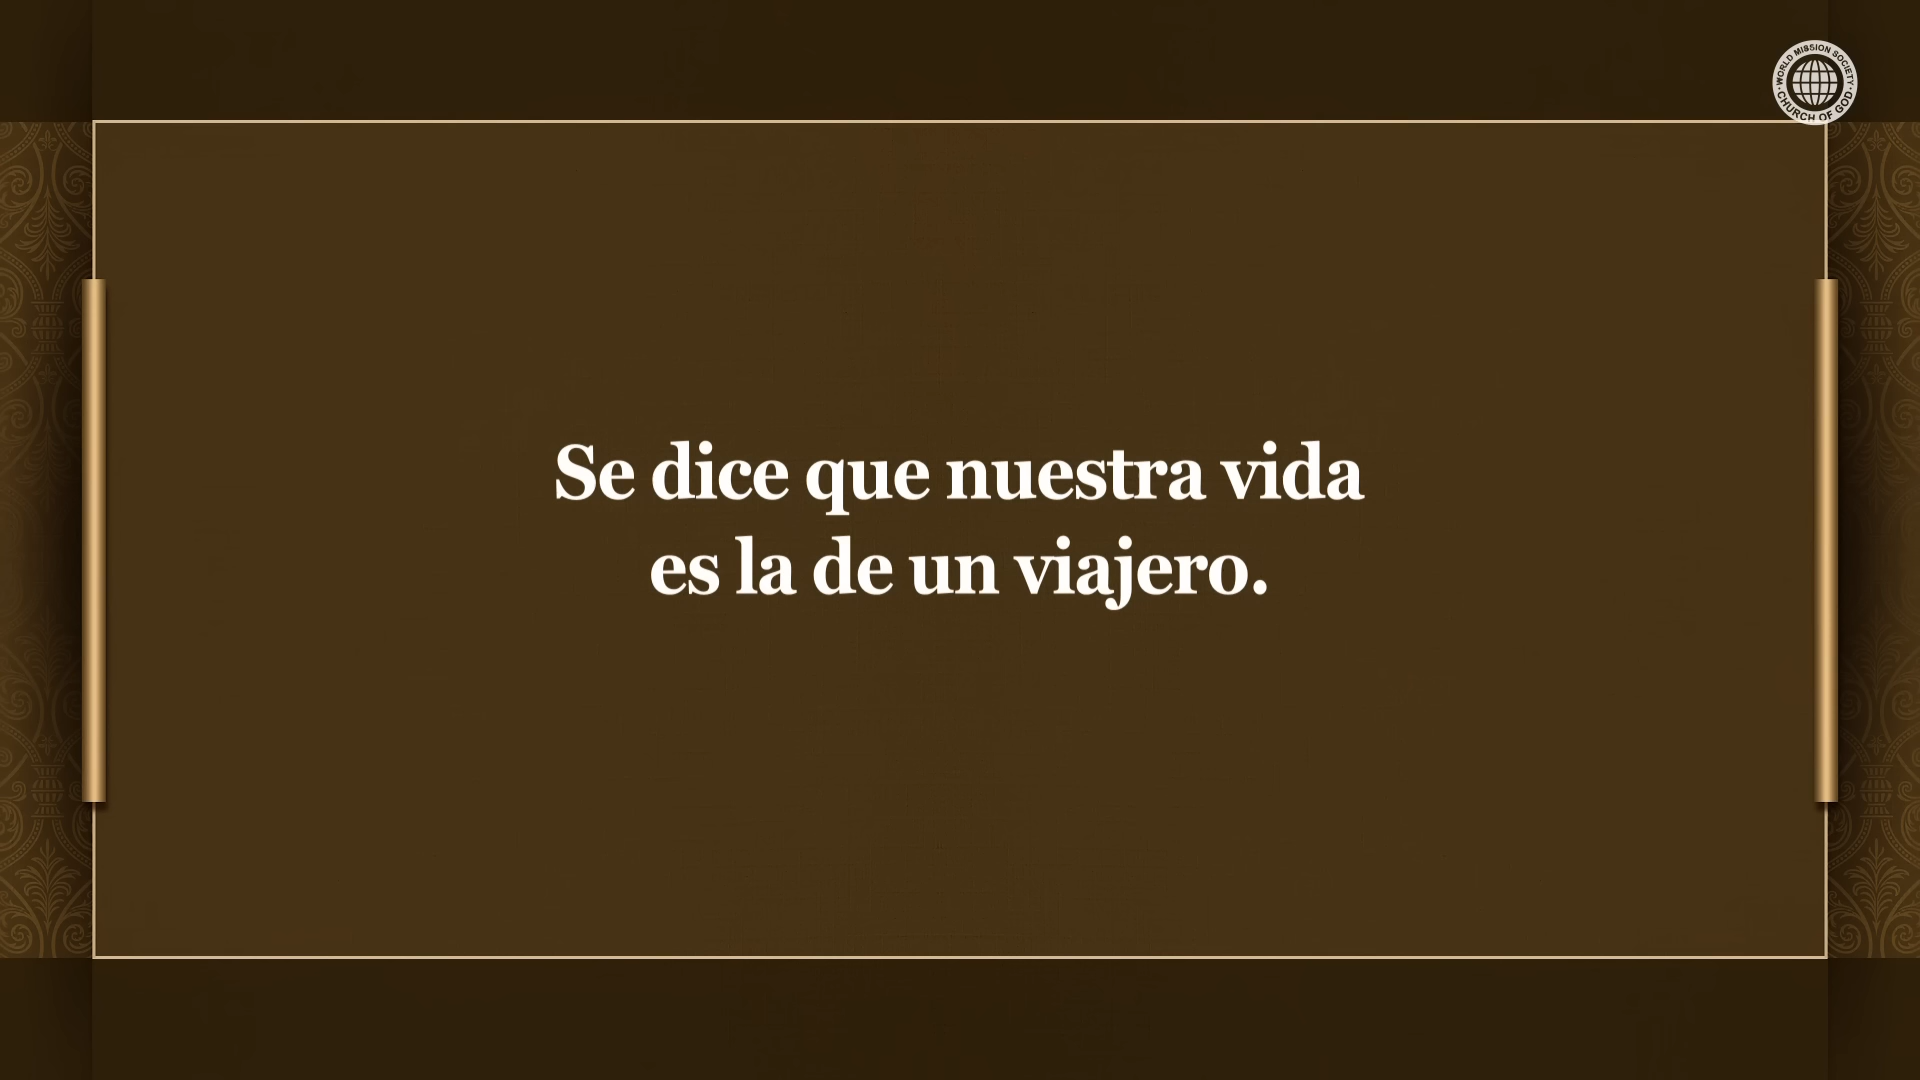 WORLD MISSION SOCIETY
CHURCH OF GOD
Se dice que nuestra vida
es la de un viajero.